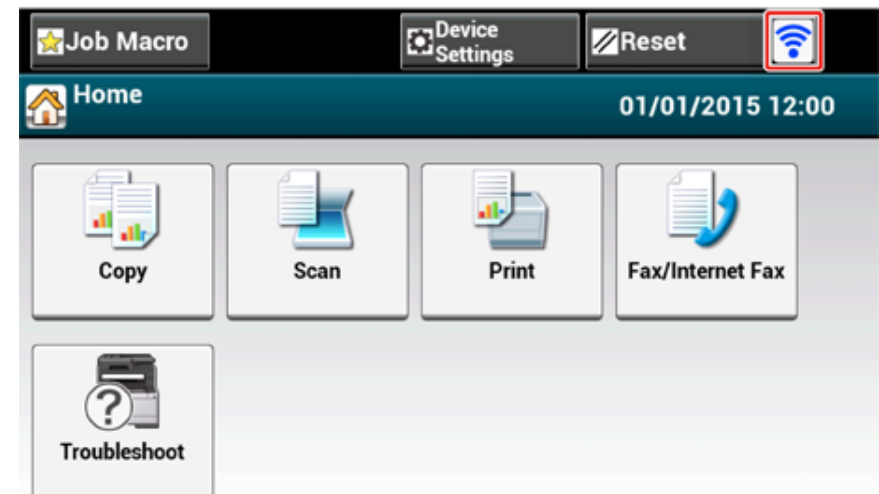 Job Macro
Device
Settings
Reset
Home
01/01/2015 12:00
Copy
Scan
Print
Fax/Internet Fax
?
Troubleshoot